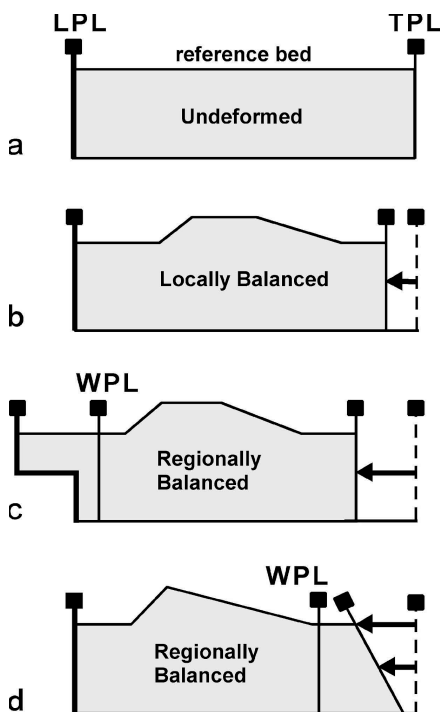 LPL TPL
reference bed
Undeformed
a
Locally Balanced
b
WPL
Regionally
Balanced
c
WPL
Regionally
Balanced
d